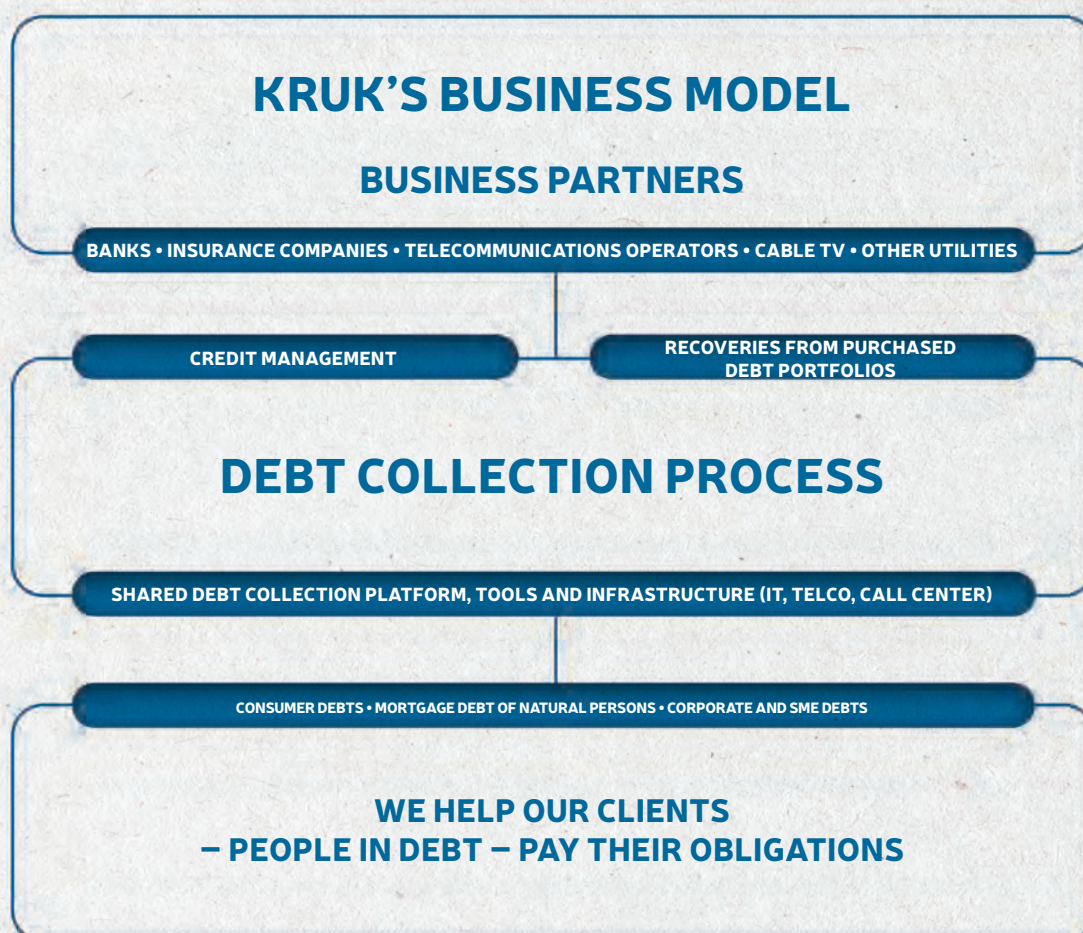 KRUK’S BUSINESS MODEL
BUSINESS PARTNERS
BANKS • INSURANCE COMPANIES • TELECOMMUNICATIONS OPERATORS • CABLE TV • OTHER UTILITIES
CREDIT MANAGEMENT
RECOVERIES FROM PURCHASED
DEBT PORTFOLIOS
DEBT COLLECTION PROCESS
SHARED DEBT COLLECTION PLATFORM, TOOLS AND INFRASTRUCTURE (IT, TELCO, CALL CENTER)
CONSUMER DEBTS • MORTGAGE DEBT OF NATURAL PERSONS • CORPORATE AND SME DEBTS
WE HELP OUR CLIENTS
– PEOPLE IN DEBT – PAY THEIR OBLIGATIONS